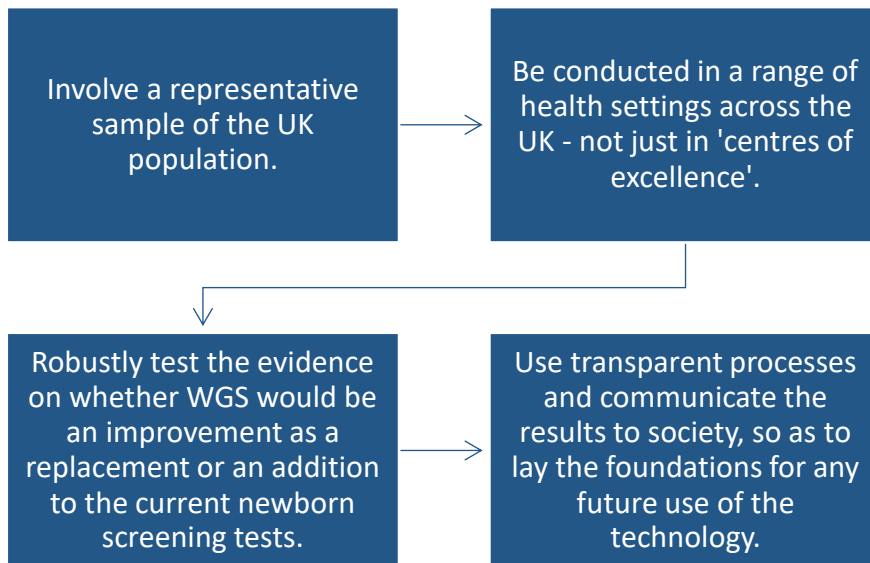 Involve a representative
sample of the UK
population.
Be conducted in a range of
health settings across the
UK - not just in 'centres of
excellence'.
Robustly test the evidence
on whether WGS would be
an improvement as a
replacement or an addition
to the current newborn
screening tests.
Use transparent processes
and communicate the
results to society, so as to
lay the foundations for any
future use of the
technology.